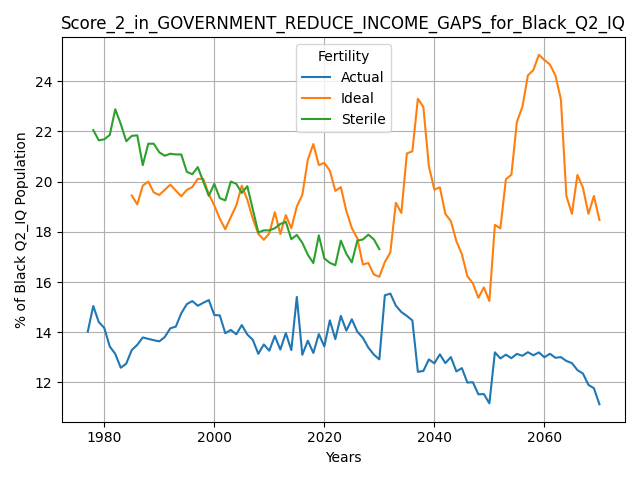 Score_2_in_GOVERNMENT_REDUCE_INCOME_GAPS_for_Black_Q2_IQ
Fertility
Actual
Ideal
Sterile
% of Black Q2_IQ Population
24
22
20
18
16
14
12
1980 2000 2020 2040 2060
Years